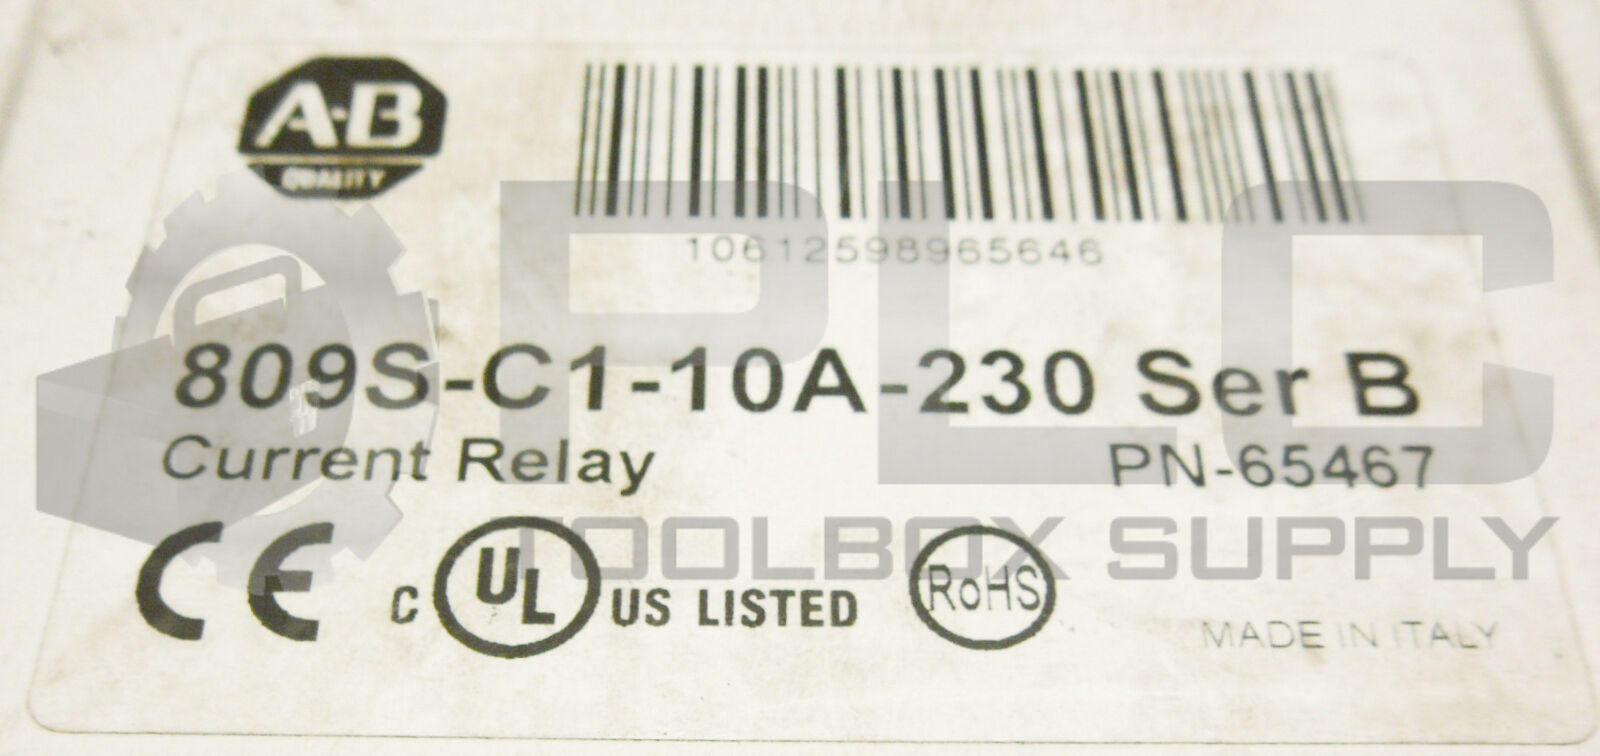 A-B
QUALITY
10612598965646
809S-C1-10A-230 Ser B
Current Relay PN-65467
CE C UL US LISTED RoHS
MADE IN ITALY
PLC
TOOLBOX SUPPLY